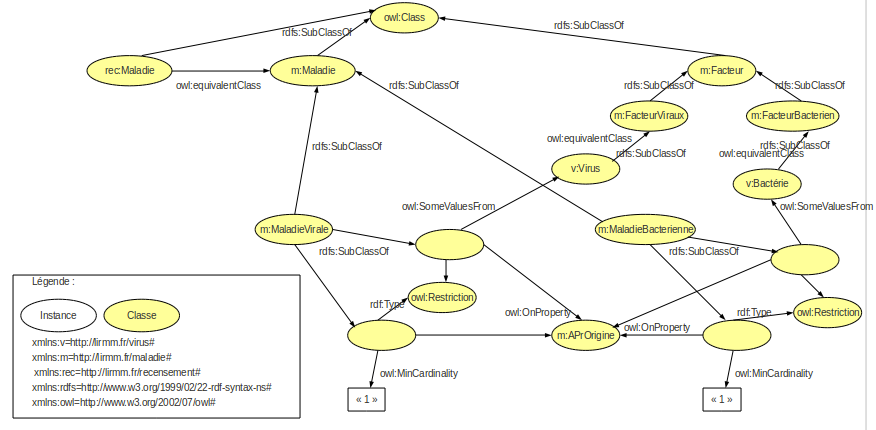 owl:Class
rdfs:SubClassOf
rdfs:SubClassOf
rec:Maladie
m:Maladie
m:Facteur
owl:equivalentClass
rdfs:SubClassOf
rdfs:SubClassOf
rdfs:SubClassOf
m:FacteurViraux
m:FacteurBacterien
owl:equivalentClass
rdfs:SubClassOf
rdfs:SubClassOf
rdfs:SubClassOf
owl:equivalentClass
v:Virus
v:Bactérie
owl:SomeValuesFrom
owl:SomeValuesFrom
m:MaladieVirale
m:MaladieBacterienne
rdfs:SubClassOf
rdfs:SubClassOf
Légende :
rdf:Type
owl:Restriction
Instance
Classe
owl:OnProperty
rdf:Type
owl:Restriction
owl:OnProperty
m:APrOrigine
xmlns:v=http://lirmm.fr/virus#
xmlns:m=http://lirmm.fr/maladie#
xmlns:rec=http://lirmm.fr/recensement#
xmlns:rdfs=http://www.w3.org/1999/02/22-rdf-syntax-ns#
xmlns:owl=http://www.w3.org/2002/07/owl#
owl:MinCardinality
owl:MinCardinality
« 1 »
« 1 »